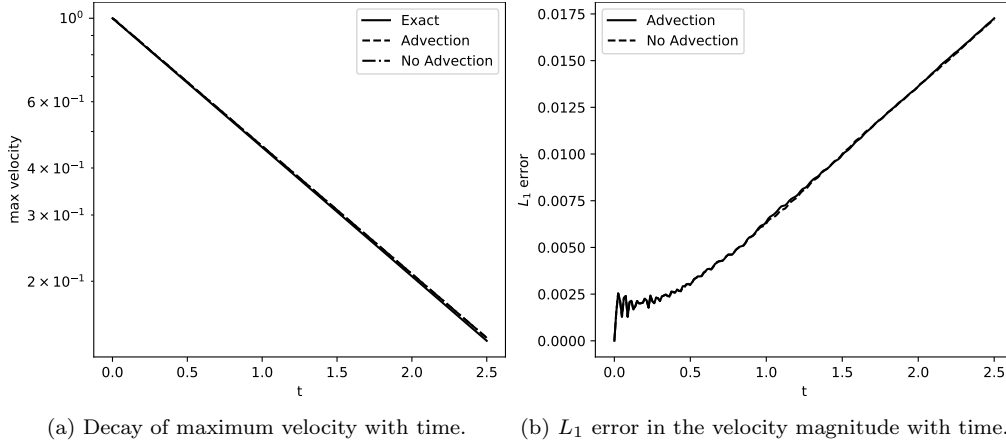 10⁰
6 × 10⁻¹
4 × 10⁻¹
3 × 10⁻¹
2 × 10⁻¹
max velocity
0.0 0.5 1.0 1.5 2.0 2.5
t
Exact
Advection
No Advection
(a) Decay of maximum velocity with time.
0.0175
0.0150
0.0125
0.0100
0.0075
0.0050
0.0025
0.0000
L₁ error
0.0 0.5 1.0 1.5 2.0 2.5
t
Advection
No Advection
(b) L₁ error in the velocity magnitude with time.